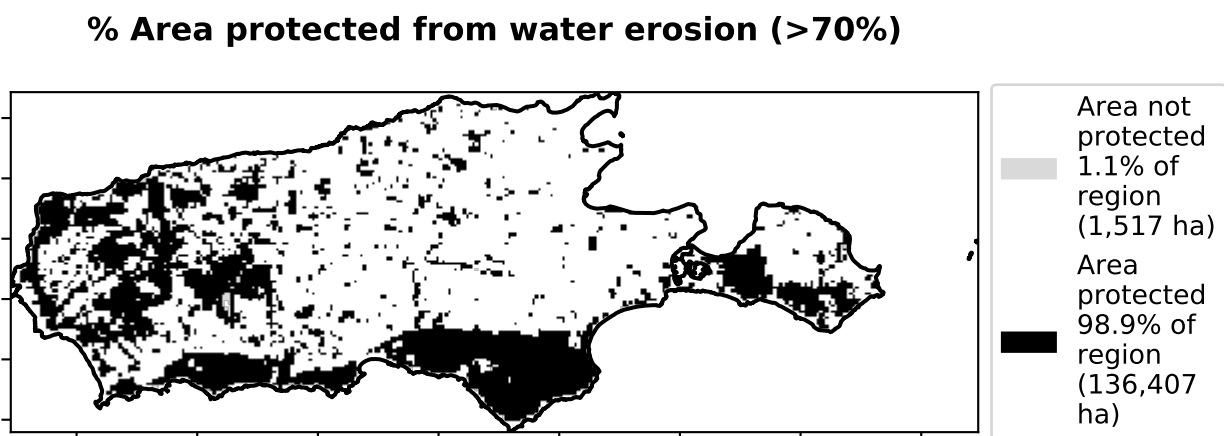 % Area protected from water erosion (>70%)
Area not
protected
1.1% of
region
(1,517 ha)
Area
protected
98.9% of
region
(136,407
ha)